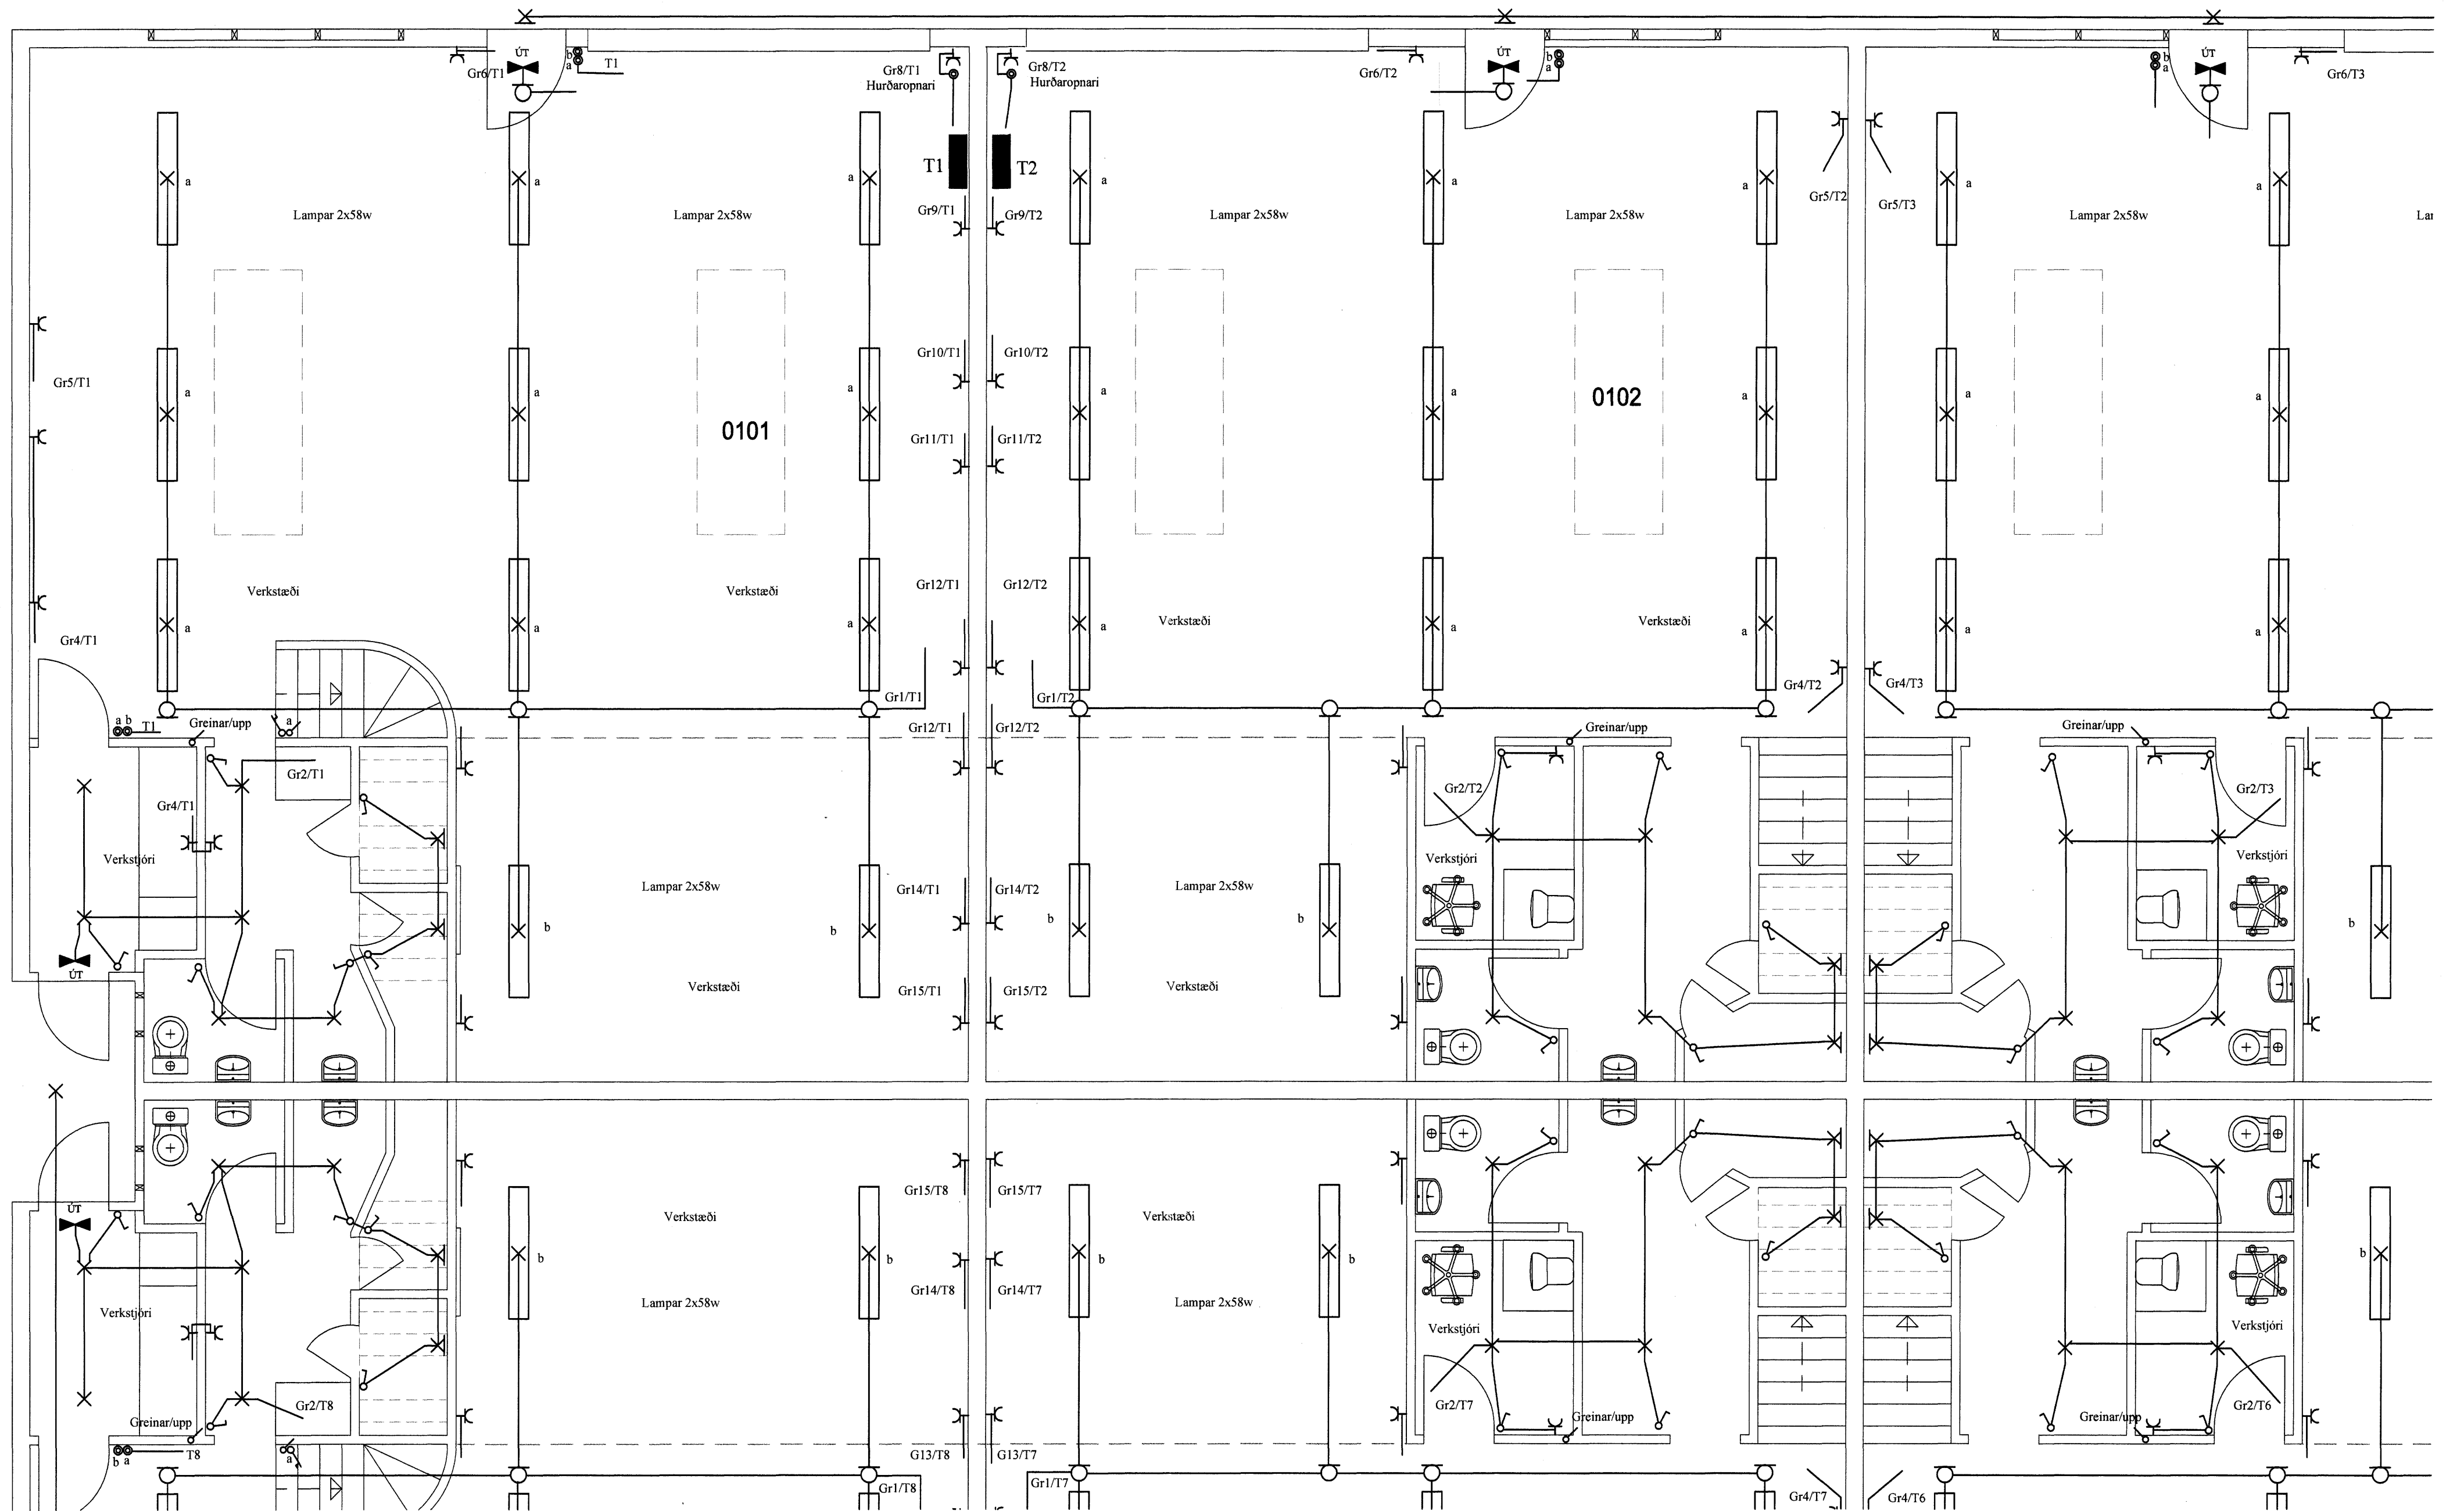 ÚT
ÚT
ÚT
Gr6/T1
b
a
T1
Gr8/T1
Hurðaropnari
Gr8/T2
Hurðaropnari
Gr6/T2
b
a
b
a
Gr6/T3
T1
T2
a
a
a
a
a
a
a
a
Gr9/T1
Gr9/T2
Gr5/T2
Gr5/T3
Lampar 2x58w
Lampar 2x58w
Lampar 2x58w
Lampar 2x58w
Lampar 2x58w
Gr10/T1
Gr10/T2
Gr5/T1
a
a
a
a
a
a
a
a
0101
0102
Gr11/T1
Gr11/T2
Verkstæði
Verkstæði
Gr12/T1
Gr12/T2
Verkstæði
Verkstæði
Gr4/T1
a
a
a
a
a
a
a
a
Gr1/T1
Gr1/T2
Gr4/T2
Gr4/T3
a b
T1
Greinar/upp
a
Gr12/T1
Gr12/T2
Greinar/upp
Greinar/upp
Gr2/T1
Gr2/T2
Gr2/T3
Gr4/T1
Verkstjóri
Verkstjóri
Verkstjóri
Lampar 2x58w
Gr14/T1
Gr14/T2
Lampar 2x58w
b
b
b
b
b
ÚT
Verkstæði
Gr15/T1
Gr15/T2
Verkstæði
Gr15/T8
Gr15/T7
ÚT
Verkstæði
Verkstæði
b
b
b
b
b
Gr14/T8
Gr14/T7
Verkstjóri
Lampar 2x58w
Lampar 2x58w
Verkstjóri
Verkstjóri
Gr2/T8
Gr2/T7
Gr2/T6
Greinar/upp
Greinar/upp
Greinar/upp
b a
T8
a
G13/T8
G13/T7
Gr1/T8
Gr1/T7
Gr4/T7
Gr4/T6